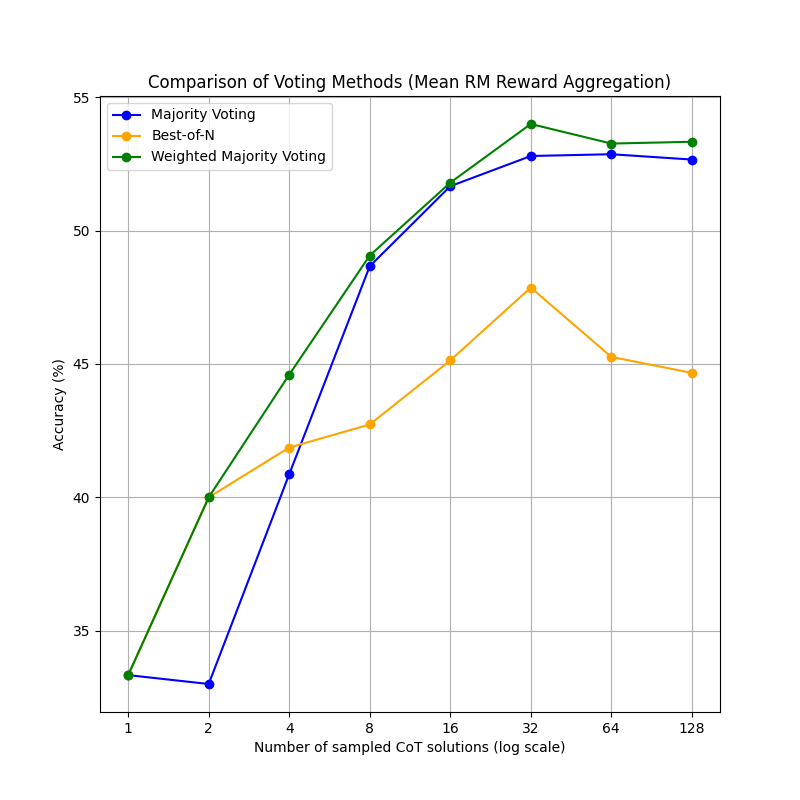 Comparison of Voting Methods (Mean RM Reward Aggregation)
Majority Voting
Best-of-N
Weighted Majority Voting
Accuracy (%)
55
50
45
40
35
1 2 4 8 16 32 64 128
Number of sampled CoT solutions (log scale)